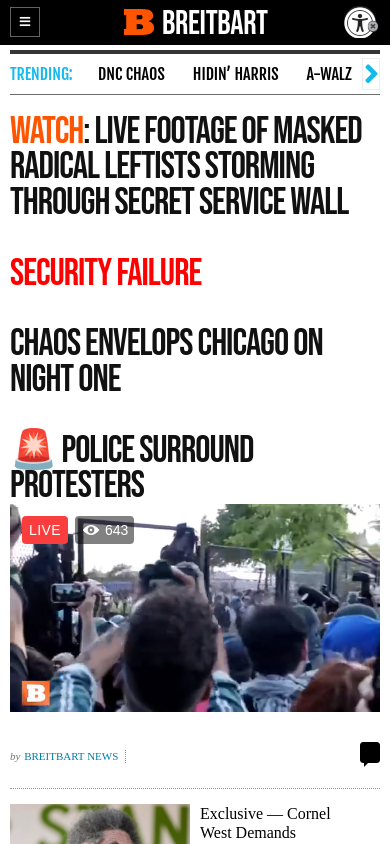 BREITBART
TRENDING: DNC CHAOS HIDIN’ HARRIS A-WALZ
WATCH: LIVE FOOTAGE OF MASKED
RADICAL LEFTISTS STORMING
THROUGH SECRET SERVICE WALL
SECURITY FAILURE
CHAOS ENVELOPS CHICAGO ON
NIGHT ONE
🚨 POLICE SURROUND
PROTESTERS
LIVE 643
B
by BREITBART NEWS
STAN
Exclusive — Cornel
West Demands